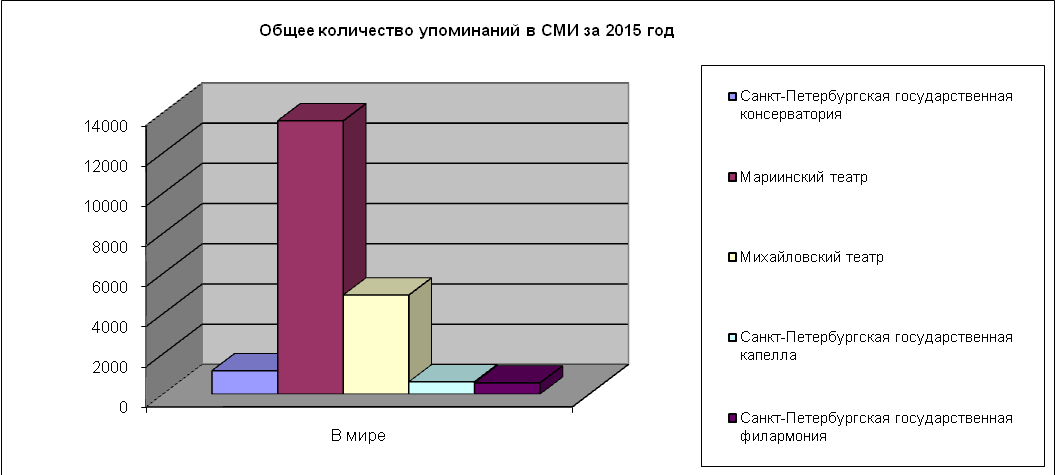 Общее количество упоминаний в СМИ за 2015 год
14000
12000
10000
8000
6000
4000
2000
0
В мире
Санкт-Петербургская государственная
консерватория
Мариинский театр
Михайловский театр
Санкт-Петербургская государственная
капелла
Санкт-Петербургская государственная
филармония